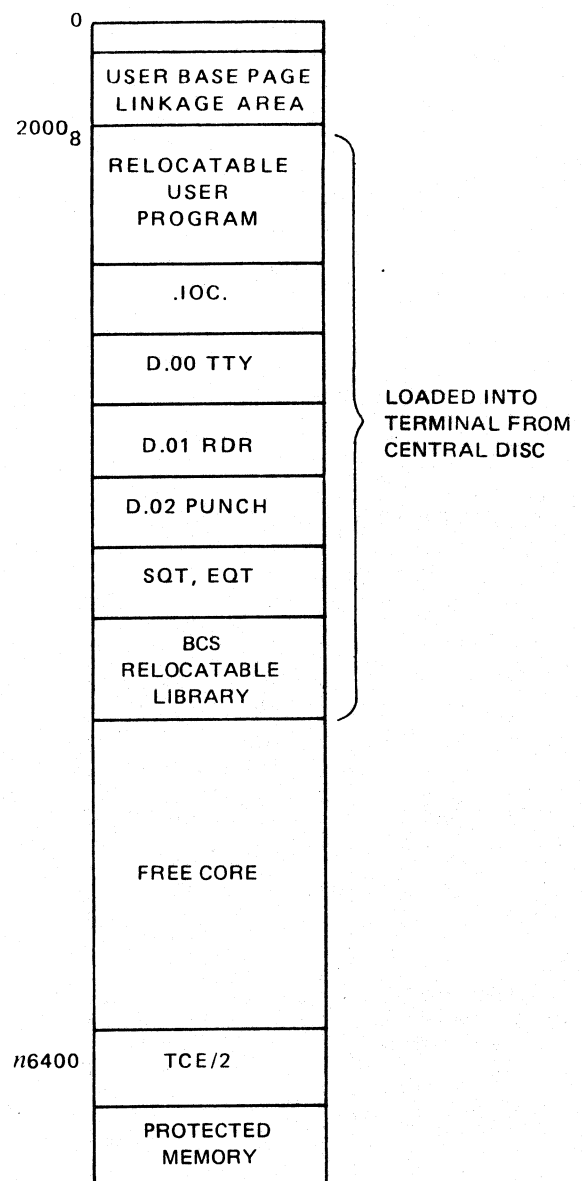 0
USER BASE PAGE
LINKAGE AREA
2000₈
RELOCATABLE
USER
PROGRAM
.IOC.
D.00 TTY
LOADED INTO
TERMINAL FROM
CENTRAL DISC
D.01 RDR
D.02 PUNCH
SQT, EQT
BCS
RELOCATABLE
LIBRARY
FREE CORE
n6400
TCE/2
PROTECTED
MEMORY